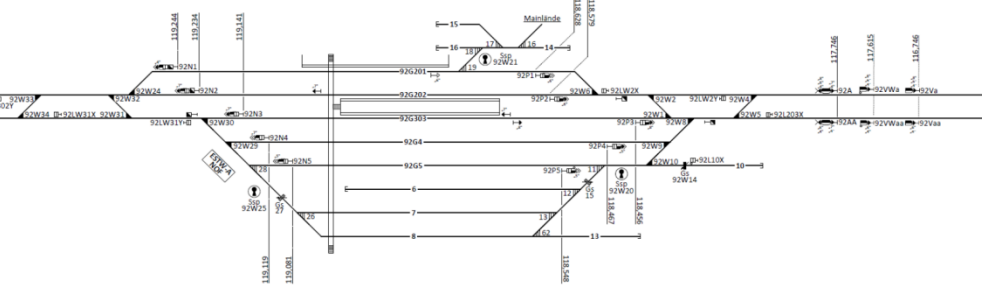 118,628
118,579
119,244
119,234
119,141
15
Mainlände
117,746
117,615
116,746
16
17
16
14
18
Ssp
92W21
19
92N1
92G201
92P1
92W24
92W6
92LW2X
92N2
92G202
92P2
92W2
92LW2Y
92W4
92A
92VWa
92Va
92W33
92W32
92W34
92LW31X
92W31
92N3
92G303
92W1
92W5
92L203X
92LW31Y
92W30
92P3
92W8
92AA
92VWaa
92Vaa
92N4
92G4
92P4
92W9
92W29
ESTW-A
NOF
92N5
92G5
92W10
92L10X
10
28
92P5
11
Gs
92W14
Ssp
92W25
6
12
Gs
15
Ssp
92W20
Gs
27
26
7
13
8
62
13
118,467
118,456
119,119
119,081
118,548